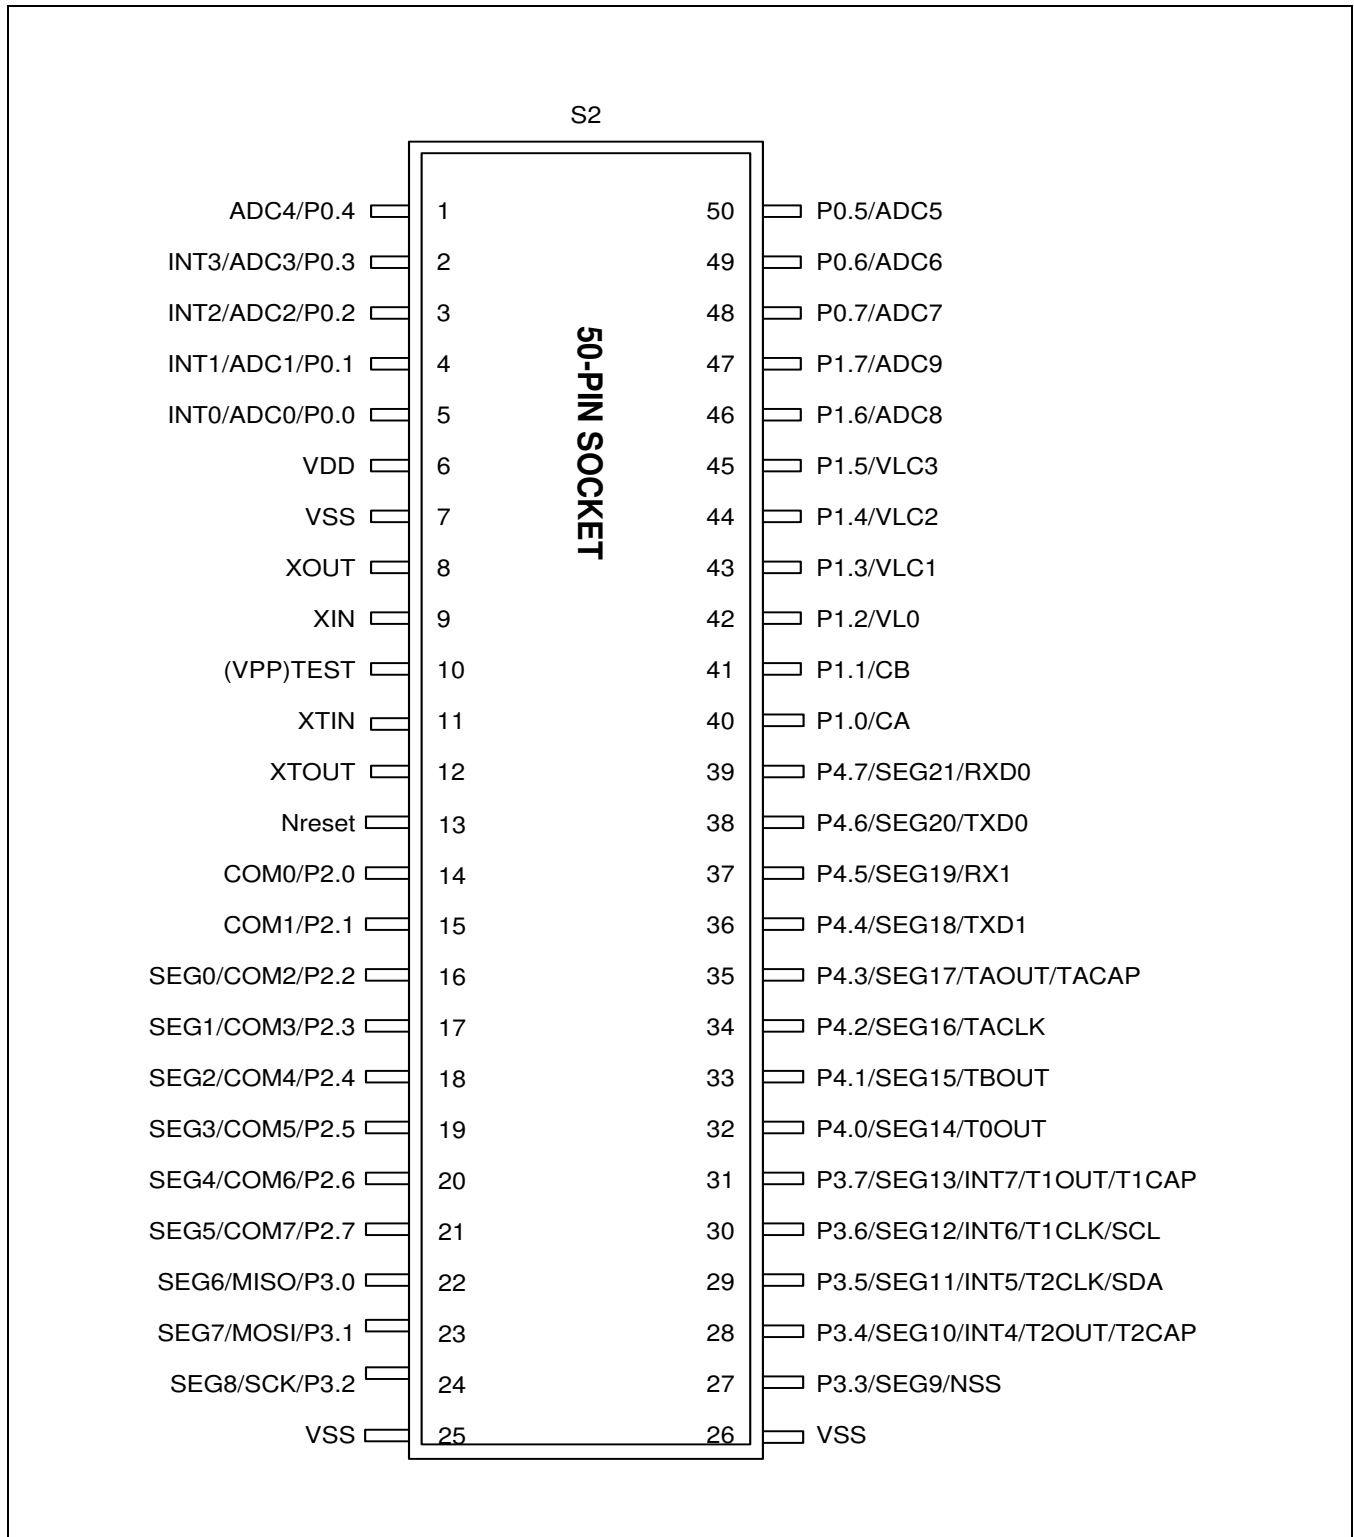 S2
ADC4/P0.4 1 50 P0.5/ADC5
INT3/ADC3/P0.3 2 49 P0.6/ADC6
INT2/ADC2/P0.2 3 48 P0.7/ADC7
INT1/ADC1/P0.1 4 47 P1.7/ADC9
INT0/ADC0/P0.0 5 46 P1.6/ADC8
VDD 6 45 P1.5/VLC3
VSS 7 44 P1.4/VLC2
XOUT 8 43 P1.3/VLC1
XIN 9 42 P1.2/VL0
(VPP)TEST 10 41 P1.1/CB
XTIN 11 40 P1.0/CA
XTOUT 12 39 P4.7/SEG21/RXD0
Nreset 13 38 P4.6/SEG20/TXD0
COM0/P2.0 14 37 P4.5/SEG19/RX1
COM1/P2.1 15 36 P4.4/SEG18/TXD1
SEG0/COM2/P2.2 16 35 P4.3/SEG17/TAOUT/TACAP
SEG1/COM3/P2.3 17 34 P4.2/SEG16/TACLK
SEG2/COM4/P2.4 18 33 P4.1/SEG15/TBOUT
SEG3/COM5/P2.5 19 32 P4.0/SEG14/T0OUT
SEG4/COM6/P2.6 20 31 P3.7/SEG13/INT7/T1OUT/T1CAP
SEG5/COM7/P2.7 21 30 P3.6/SEG12/INT6/T1CLK/SCL
SEG6/MISO/P3.0 22 29 P3.5/SEG11/INT5/T2CLK/SDA
SEG7/MOSI/P3.1 23 28 P3.4/SEG10/INT4/T2OUT/T2CAP
SEG8/SCK/P3.2 24 27 P3.3/SEG9/NSS
VSS 25 26 VSS
50-PIN SOCKET